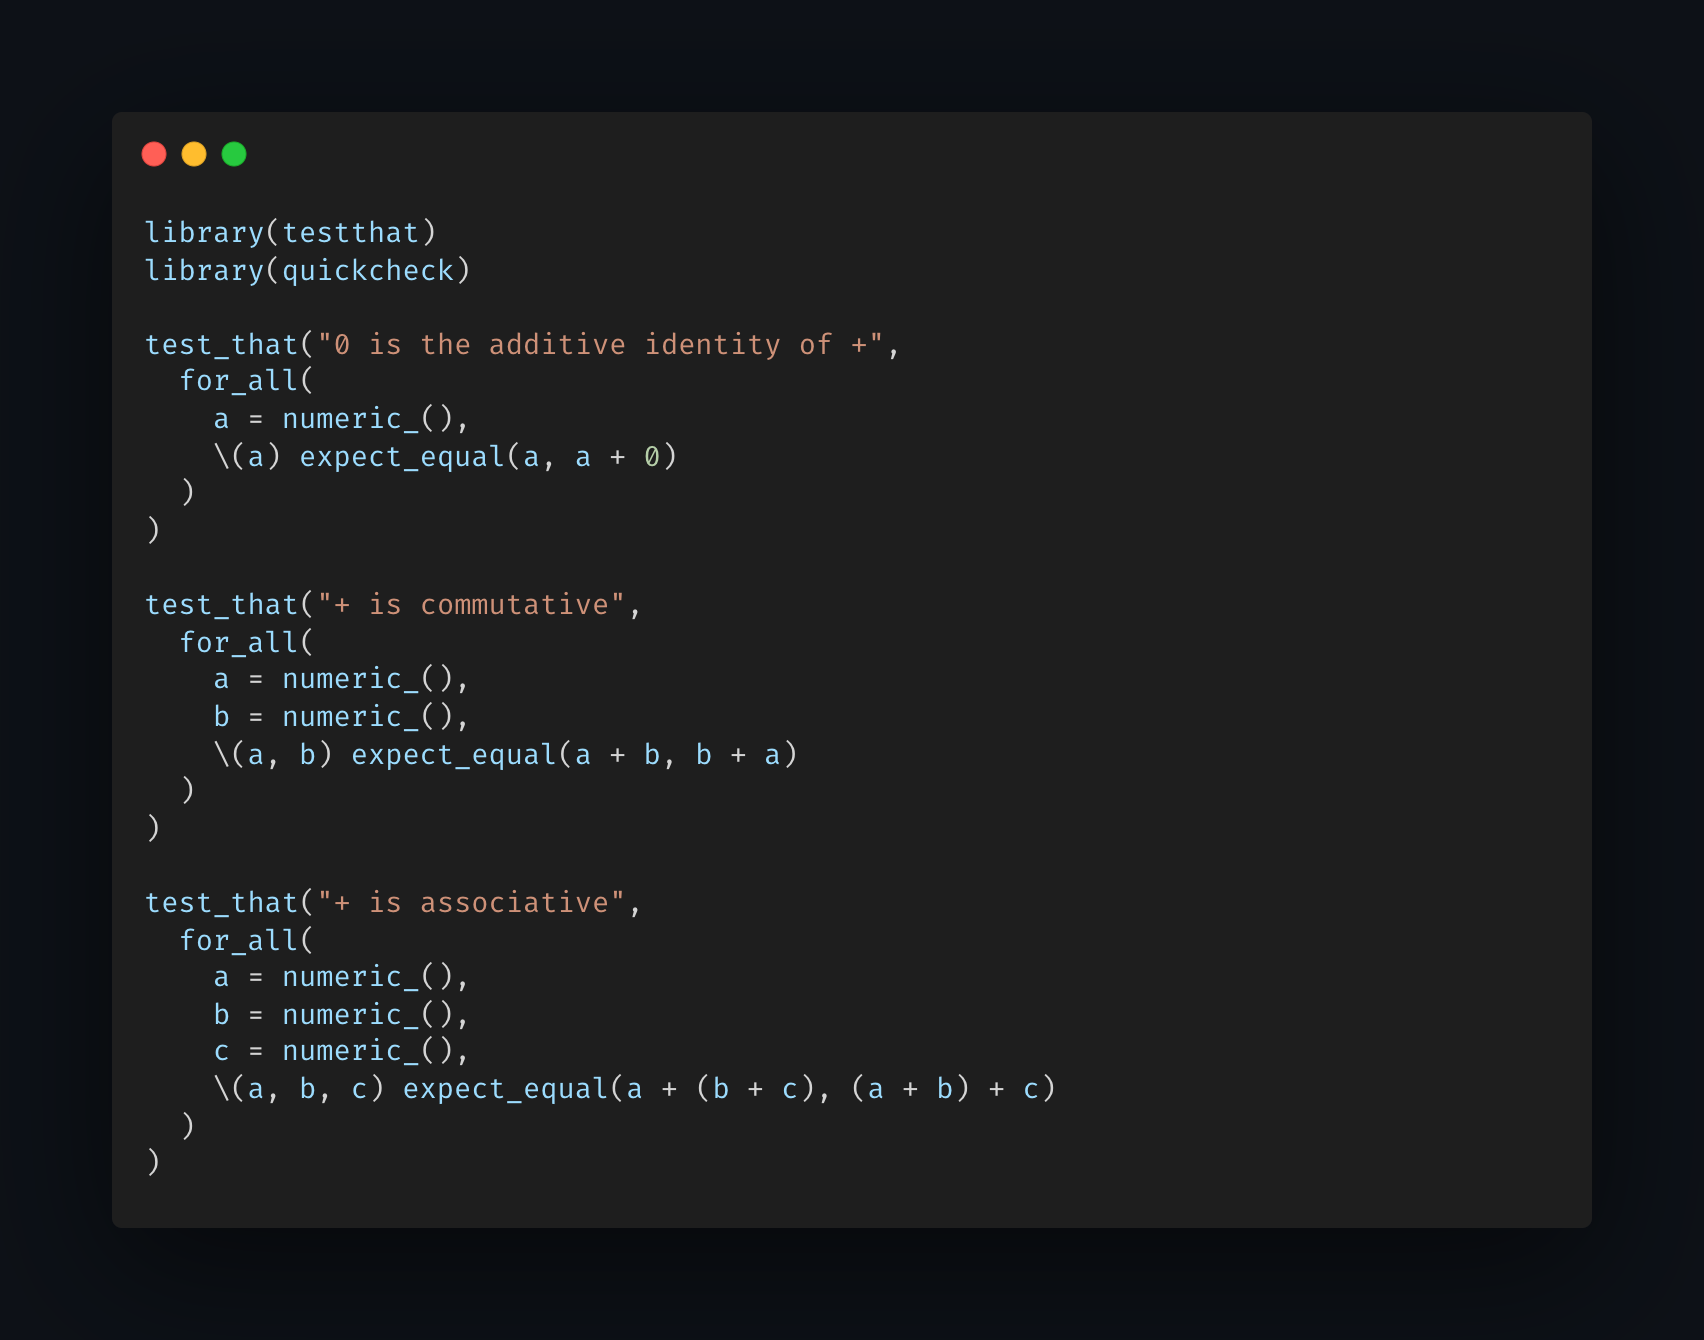 library(testthat)
library(quickcheck)

test_that("0 is the additive identity of +",
  for_all(
    a = numeric_(),
    \(a) expect_equal(a, a + 0)
  )
)

test_that("+ is commutative",
  for_all(
    a = numeric_(),
    b = numeric_(),
    \(a, b) expect_equal(a + b, b + a)
  )
)

test_that("+ is associative",
  for_all(
    a = numeric_(),
    b = numeric_(),
    c = numeric_(),
    \(a, b, c) expect_equal(a + (b + c), (a + b) + c)
  )
)